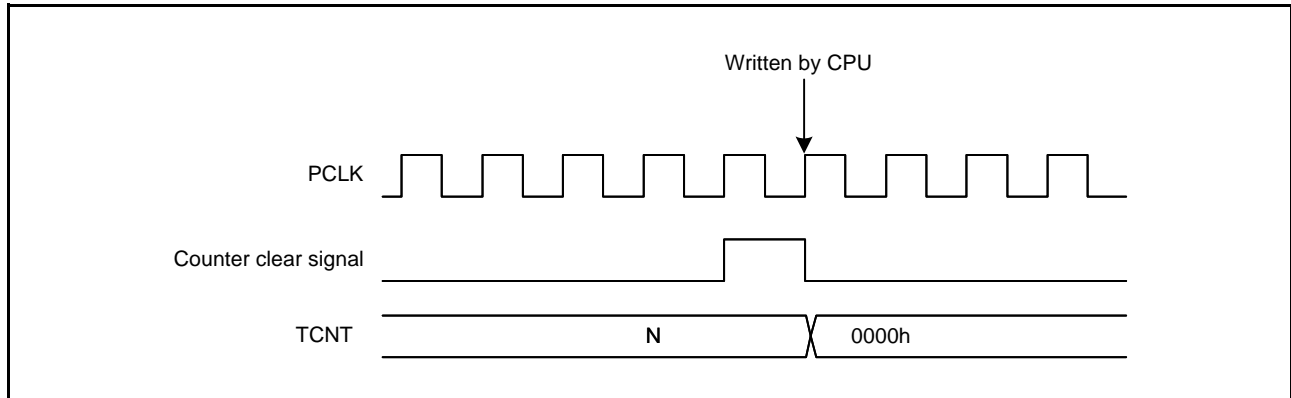 Written by CPU
PCLK
Counter clear signal
TCNT N 0000h